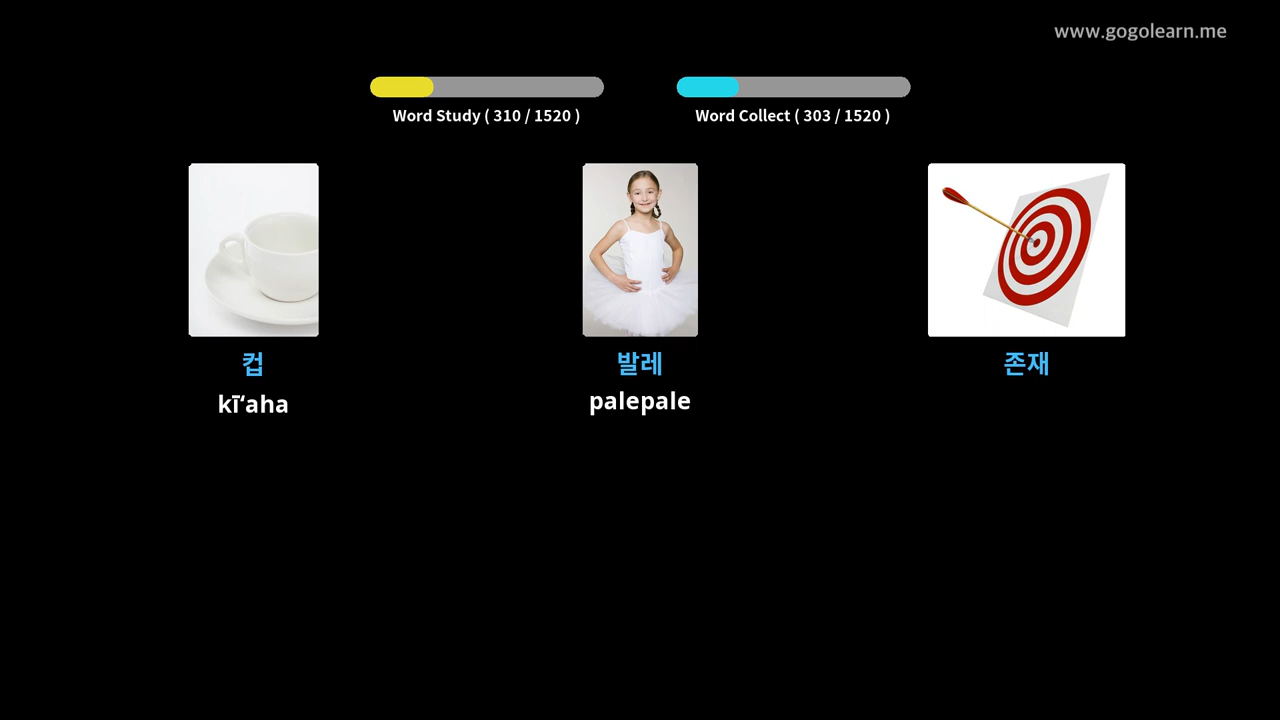 www.gogolearn.me
Word Study ( 310 / 1520 )
Word Collect ( 303 / 1520 )
컵
kīʻaha
발레
palepale
존재